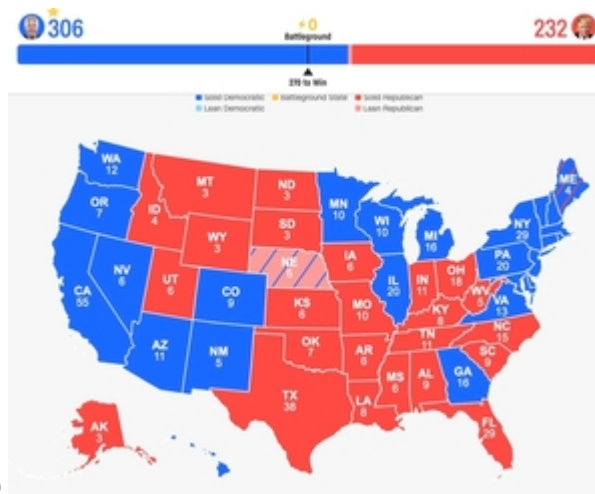 306
⚡0
232
Battleground
270 to Win
Solid Democratic
Battleground State
Solid Republican
Lean Democratic
Lean Republican
WA
12
MT
3
ND
3
ME
4
OR
7
ID
4
MN
10
WI
10
NY
29
SD
3
MI
16
WY
3
PA
20
IA
6
NE
5
OH
18
NV
6
UT
6
IL
20
IN
11
WV
5
VA
13
CA
55
CO
9
KS
6
MO
10
KY
8
NC
15
TN
11
AZ
11
NM
5
OK
7
AR
6
SC
9
MS
6
AL
9
GA
16
TX
38
LA
8
AK
3
FL
29